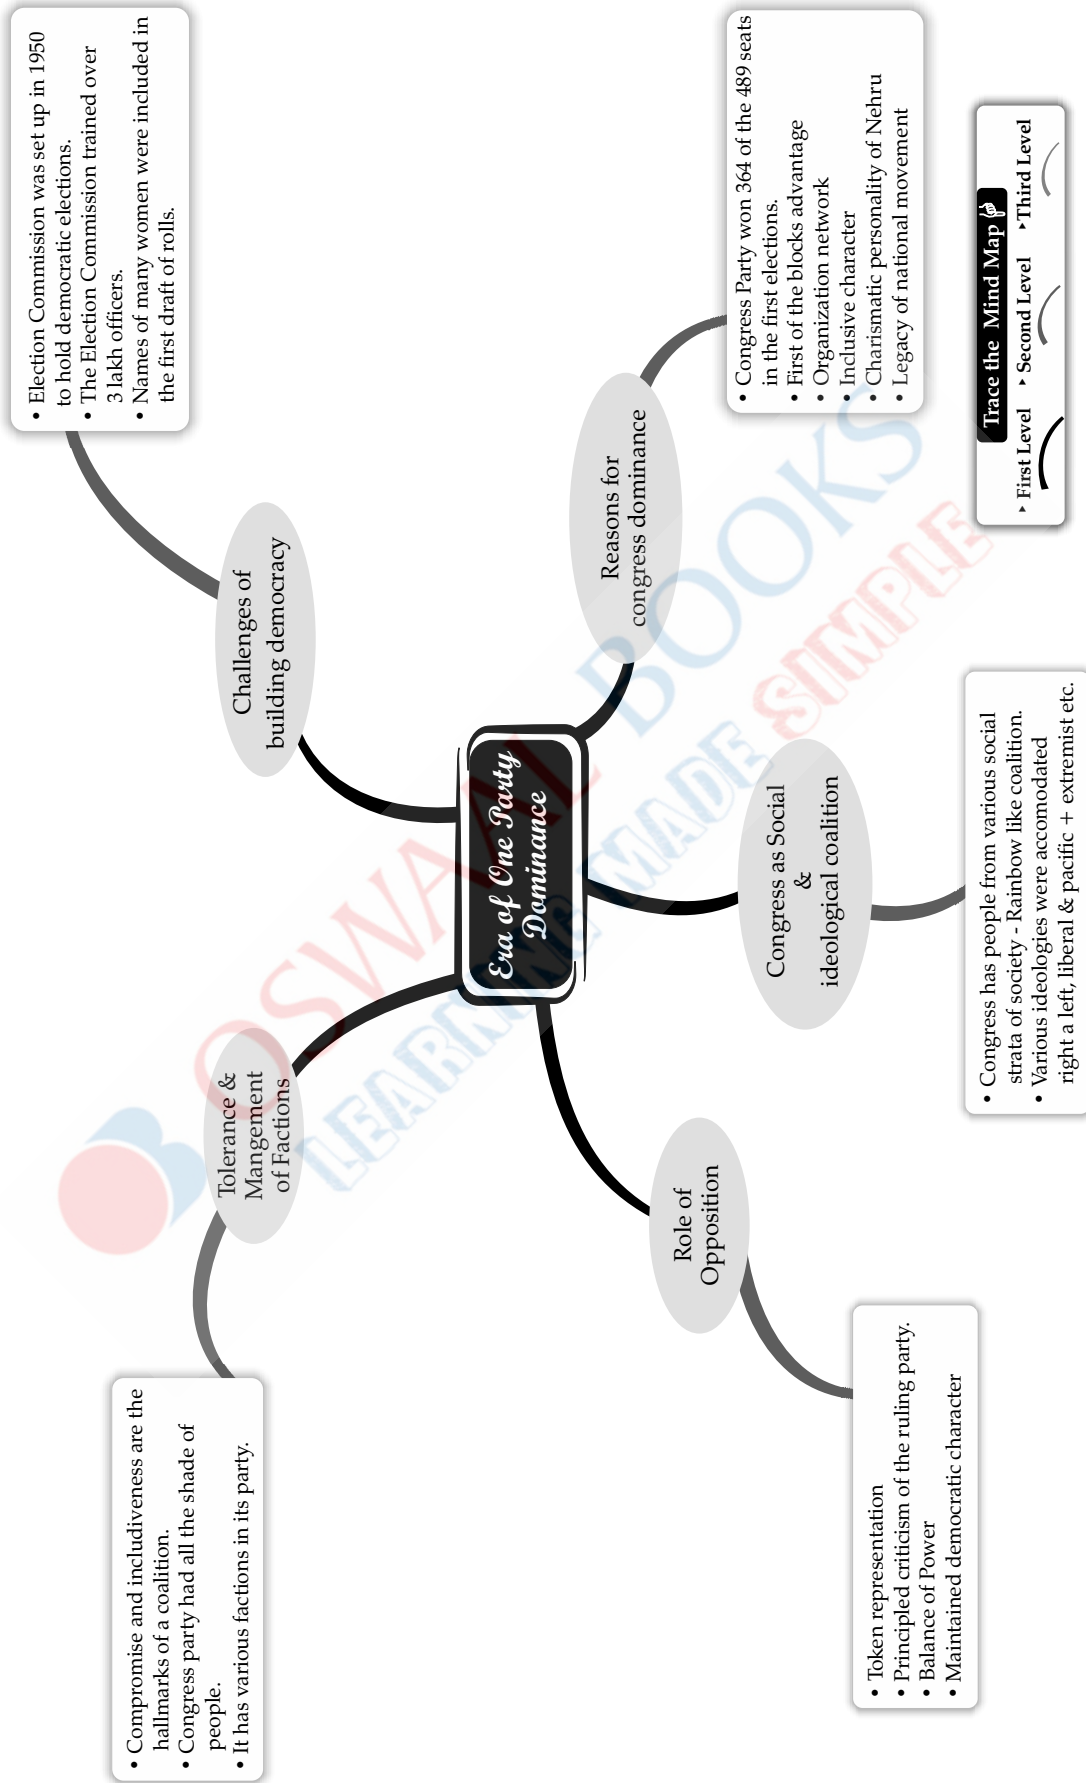 Era of One Party
Dominance
Tolerance &
Mangement
of Factions
• Compromise and includiveness are the
hallmarks of a coalition.
• Congress party had all the shade of
people.
• It has various factions in its party.
Challenges of
building democracy
• Election Commission was set up in 1950
to hold democratic elections.
• The Election Commission trained over
3 lakh officers.
• Names of many women were included in
the first draft of rolls.
Role of
Opposition
• Token representation
• Principled criticism of the ruling party.
• Balance of Power
• Maintained democratic character
Congress as Social
&
ideological coalition
• Congress has people from various social
strata of society - Rainbow like coalition.
• Various ideologies were accomodated
right a left, liberal & pacific + extremist etc.
Reasons for
congress dominance
• Congress Party won 364 of the 489 seats
in the first elections.
• First of the blocks advantage
• Organization network
• Inclusive character
• Charismatic personality of Nehru
• Legacy of national movement
Trace the Mind Map
▸ First Level ▸ Second Level ▸ Third Level
OSWAAL BOOKS
LEARNING MADE SIMPLE